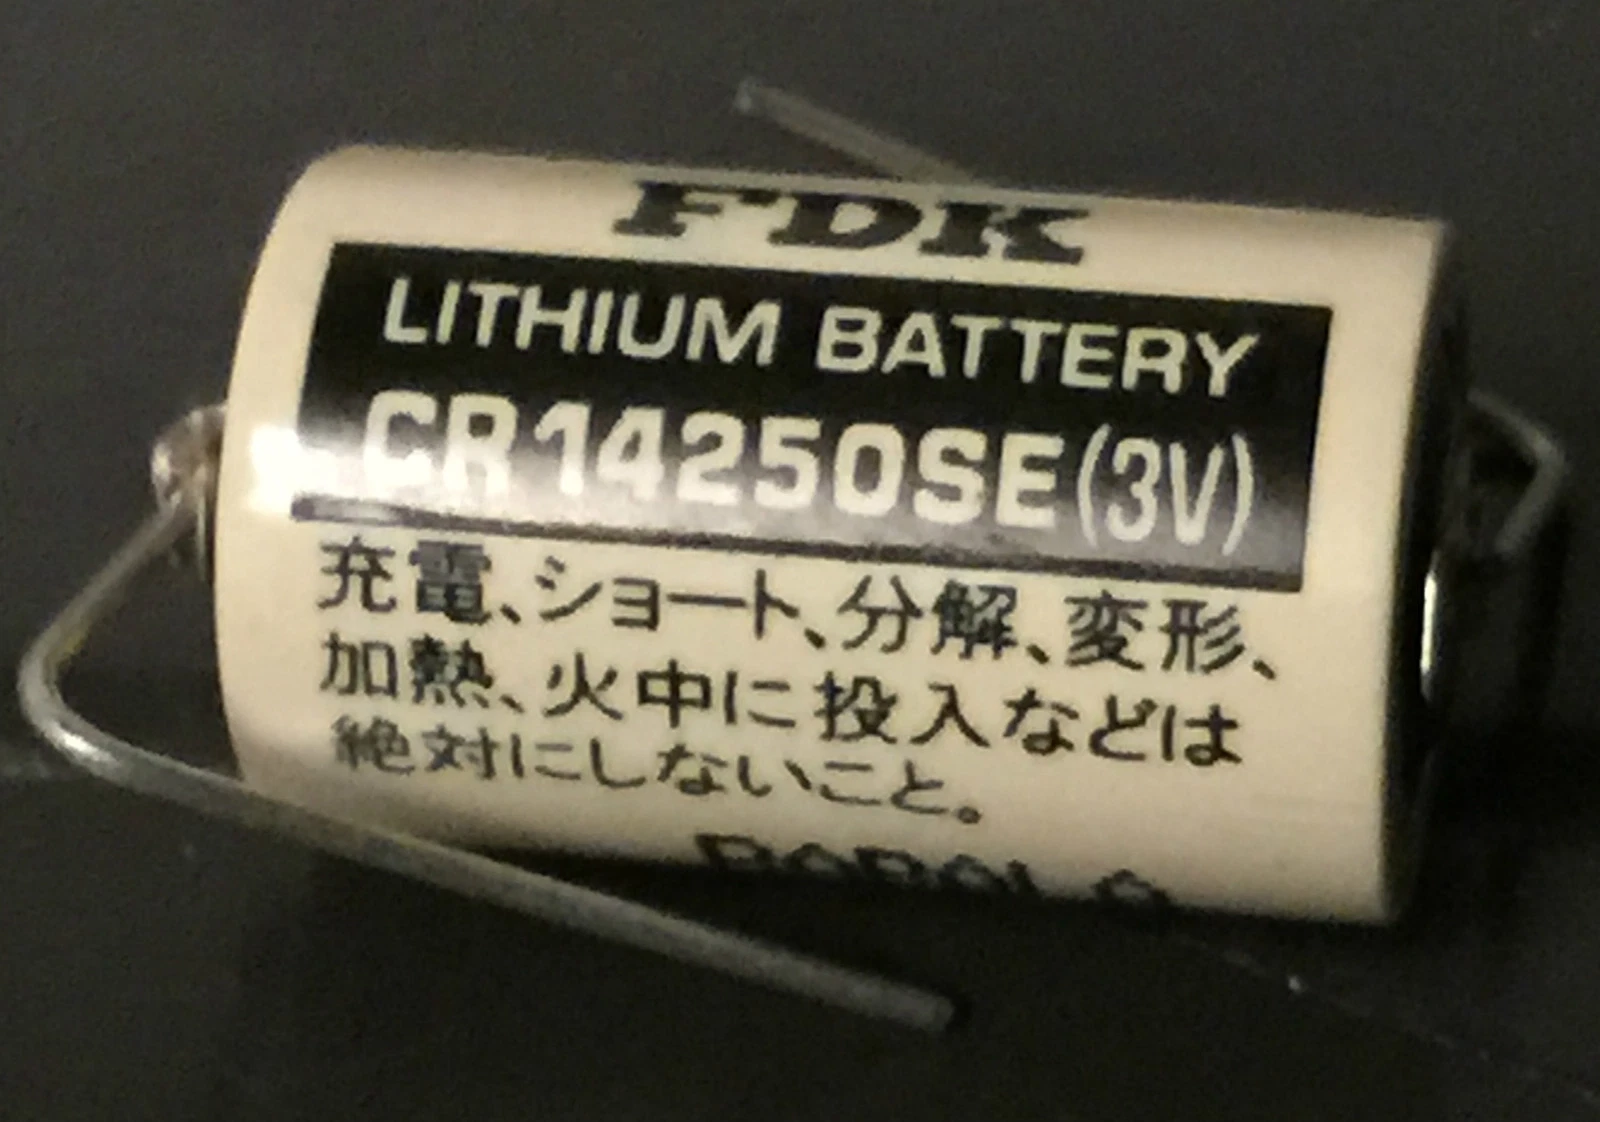 FDK
LITHIUM BATTERY
CR14250SE(3V)
充電、ショート、分解、変形、
加熱、火中に投入などは
絶対にしないこと。